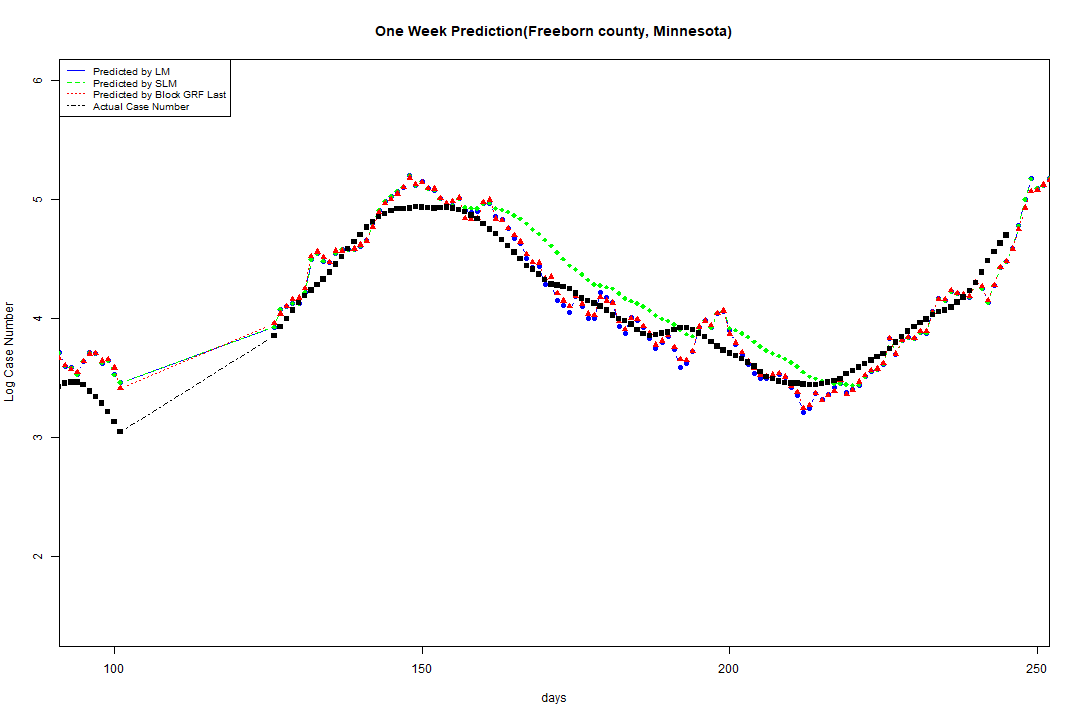 One Week Prediction(Freeborn county, Minnesota)
Predicted by LM
Predicted by SLM
Predicted by Block GRF Last
Actual Case Number
6
5
4
3
2
Log Case Number
100 150 200 250
days